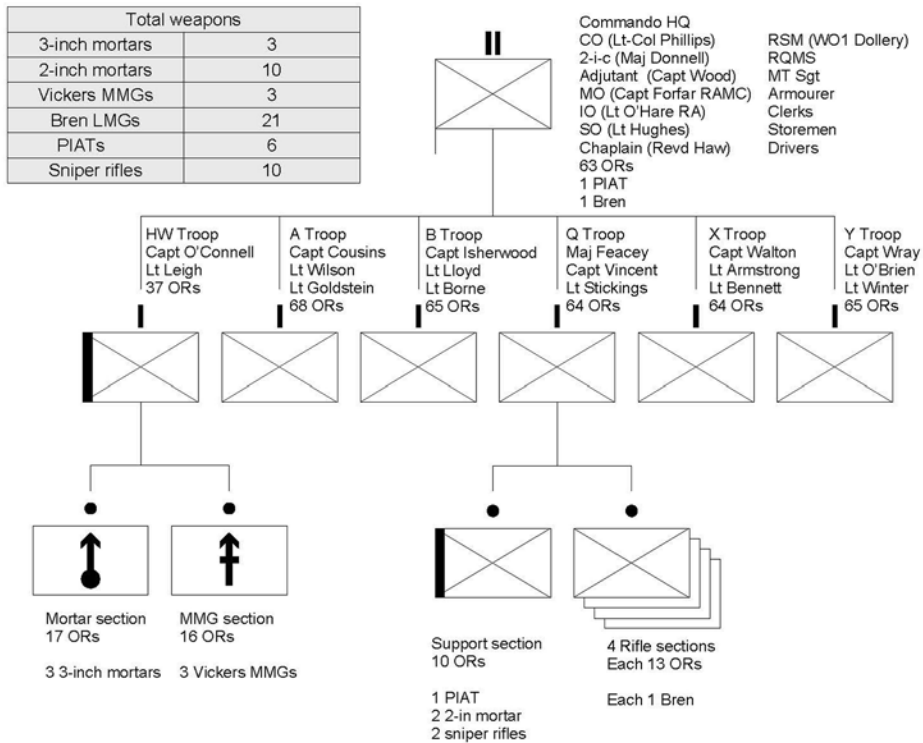 Total weapons
3-inch mortars 3
2-inch mortars 10
Vickers MMGs 3
Bren LMGs 21
PIATs 6
Sniper rifles 10
Commando HQ
CO (Lt-Col Phillips)
2-i-c (Maj Donnell)
Adjutant (Capt Wood)
MO (Capt Forfar RAMC)
IO (Lt O'Hare RA)
SO (Lt Hughes)
Chaplain (Revd Haw)
63 ORs
1 PIAT
1 Bren
RSM (WO1 Dollery)
RQMS
MT Sgt
Armourer
Clerks
Storemen
Drivers
HW Troop
Capt O'Connell
Lt Leigh
37 ORs
A Troop
Capt Cousins
Lt Wilson
Lt Goldstein
68 ORs
B Troop
Capt Isherwood
Lt Lloyd
Lt Borne
65 ORs
Q Troop
Maj Feacey
Capt Vincent
Lt Stickings
64 ORs
X Troop
Capt Walton
Lt Armstrong
Lt Bennett
64 ORs
Y Troop
Capt Wray
Lt O'Brien
Lt Winter
65 ORs
Mortar section
17 ORs
3 3-inch mortars
MMG section
16 ORs
3 Vickers MMGs
Support section
10 ORs
1 PIAT
2 2-in mortar
2 sniper rifles
4 Rifle sections
Each 13 ORs
Each 1 Bren